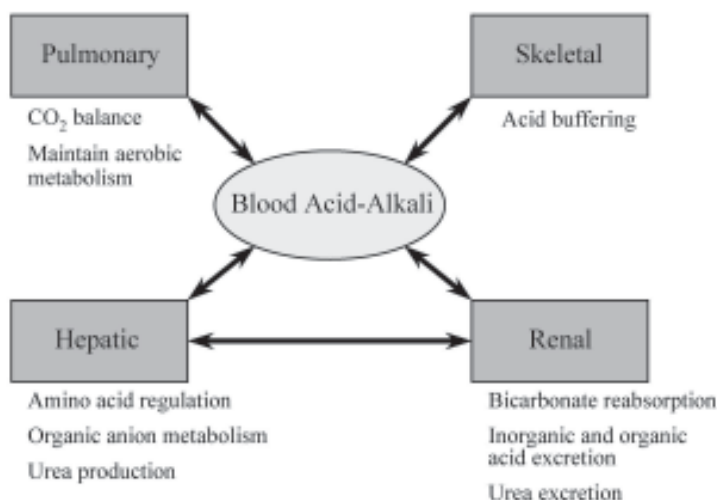 Pulmonary
CO₂ balance
Maintain aerobic
metabolism
Skeletal
Acid buffering
Blood Acid-Alkali
Hepatic
Amino acid regulation
Organic anion metabolism
Urea production
Renal
Bicarbonate reabsorption
Inorganic and organic
acid excretion
Urea excretion